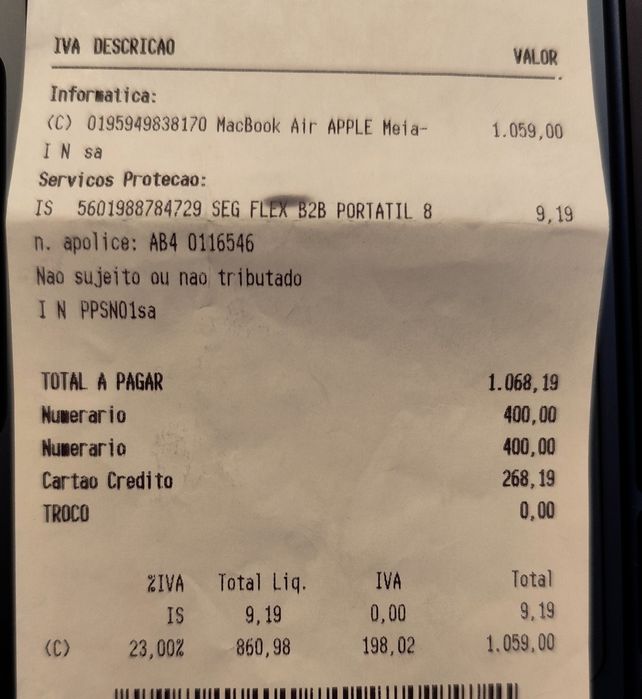 IVA DESCRICAO VALOR
Informatica:
(C) 0195949838170 MacBook Air APPLE Meia- 1.059,00
I N sa
Servicos Protecao:
IS 5601988784729 SEG FLEX B2B PORTATIL 8 9,19
n. apolice: AB4 0116546
Nao sujeito ou nao tributado
I N PPSN01sa
TOTAL A PAGAR 1.068,19
Numerario 400,00
Numerario 400,00
Cartao Credito 268,19
TROCO 0,00
%IVA Total Liq. IVA Total
IS 9,19 0,00 9,19
(C) 23,00% 860,98 198,02 1.059,00